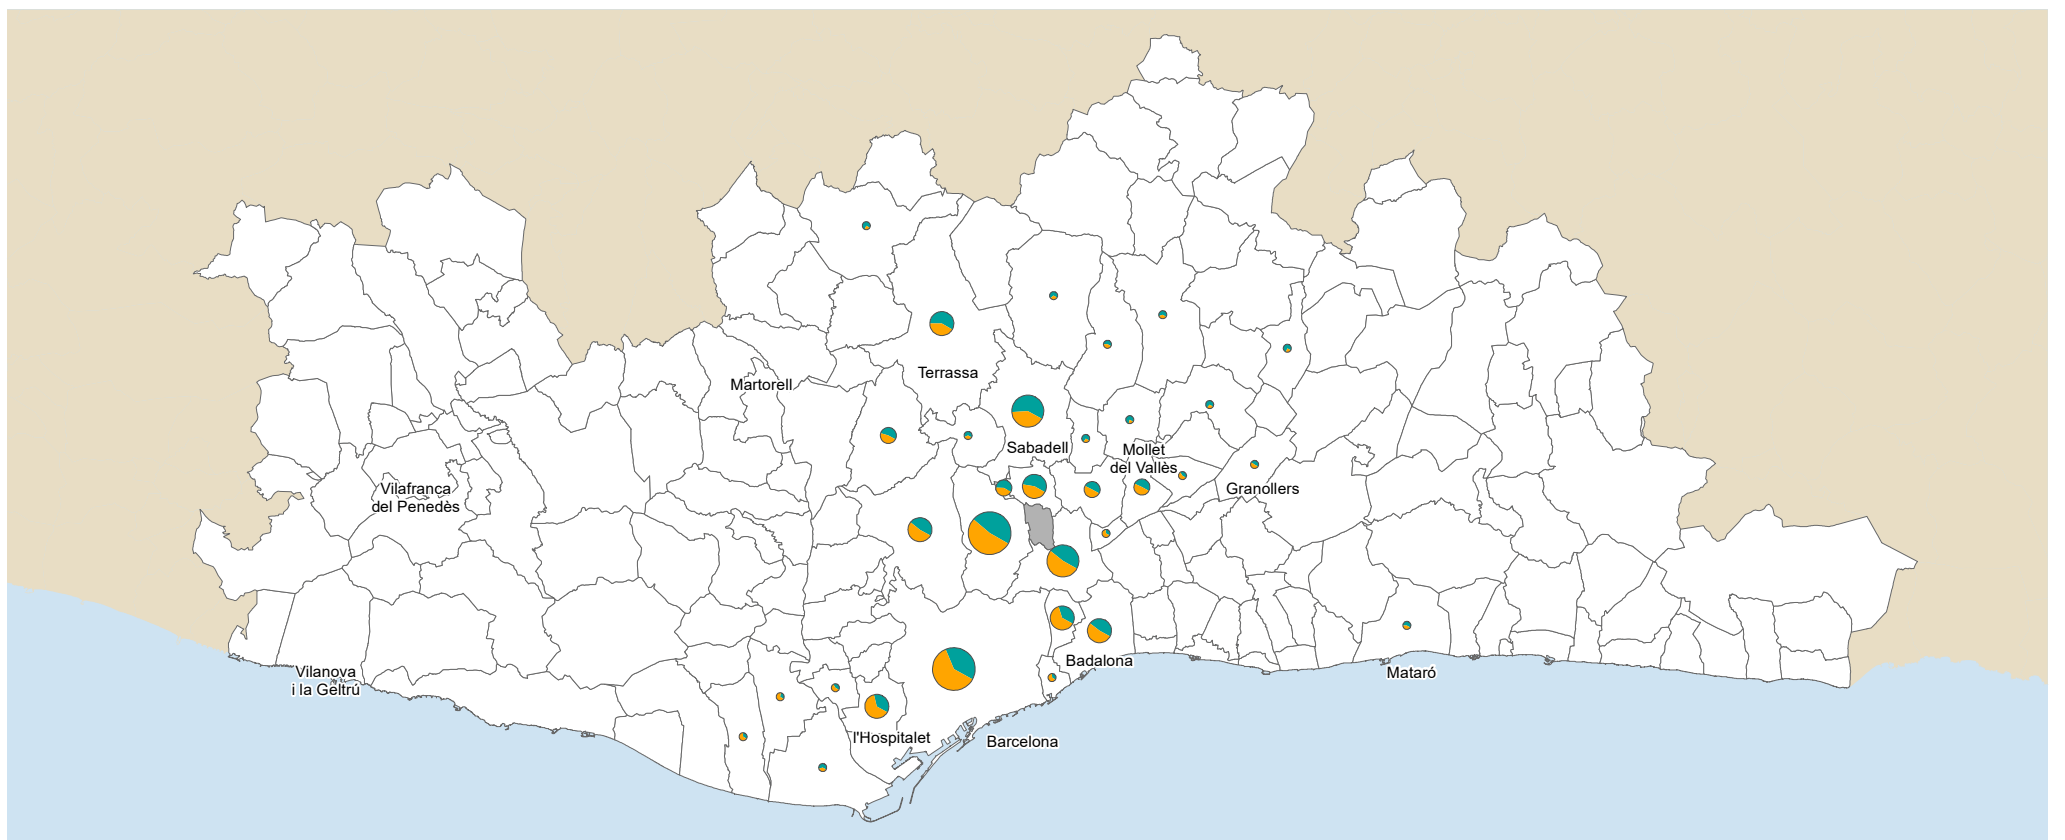 Terrassa
Martorell
Sabadell
Mollet
del Vallès
Vilafranca
del Penedès
Granollers
Badalona
Vilanova
i la Geltrú
Mataró
l'Hospitalet
Barcelona